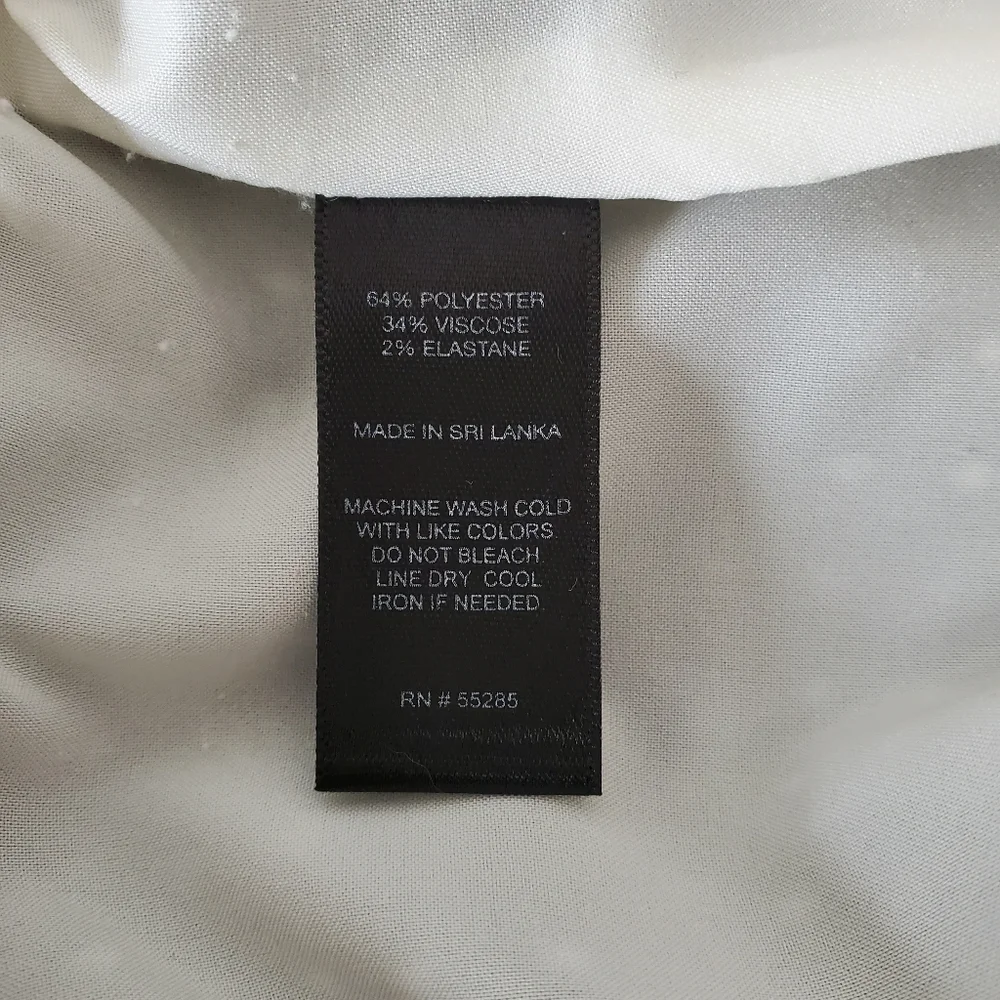 64% POLYESTER
34% VISCOSE
2% ELASTANE
MADE IN SRI LANKA
MACHINE WASH COLD
WITH LIKE COLORS.
DO NOT BLEACH.
LINE DRY. COOL
IRON IF NEEDED.
RN # 55285